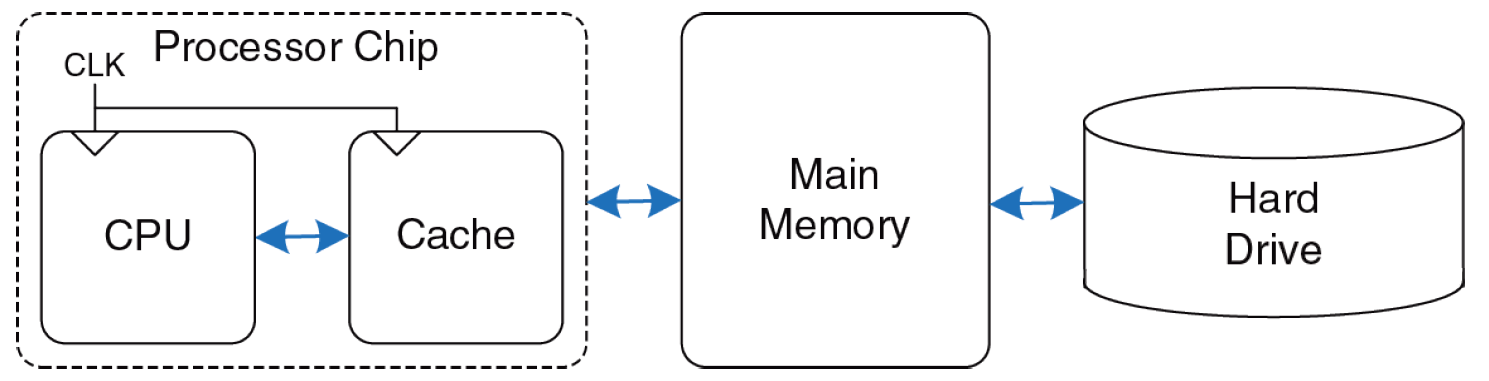 Processor Chip
CLK
CPU
Cache
Main
Memory
Hard
Drive